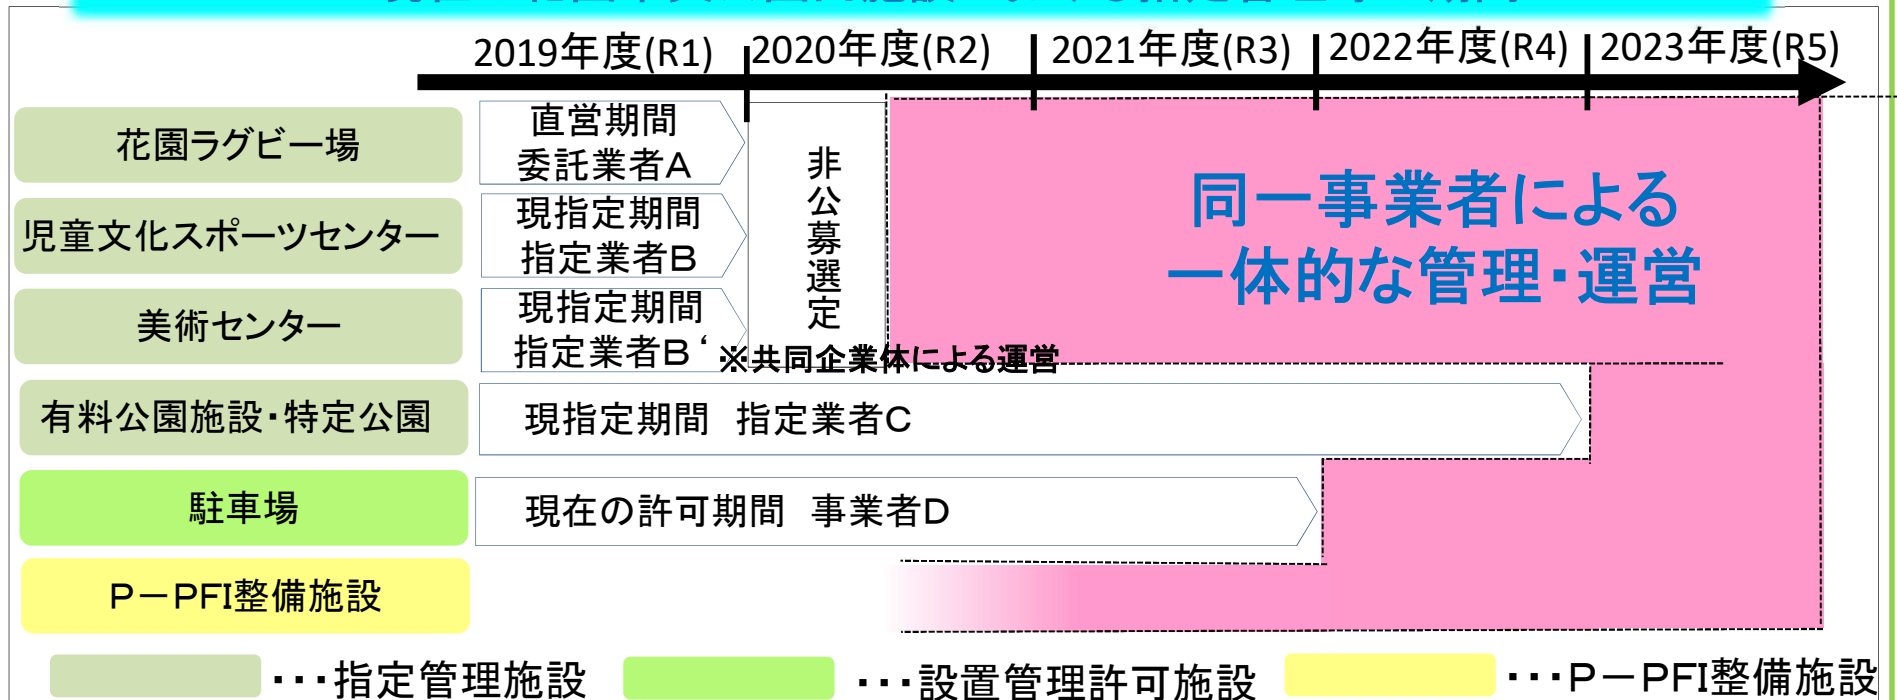 2019年度(R1)
2020年度(R2)
2021年度(R3)
2022年度(R4)
2023年度(R5)
花園ラグビー場
直営期間
委託業者A
児童文化スポーツセンター
現指定期間
指定業者B
美術センター
現指定期間
指定業者B‘
※共同企業体による運営
非公募選定
同一事業者による
一体的な管理・運営
有料公園施設・特定公園
現指定期間 指定業者C
駐車場
現在の許可期間 事業者D
P－PFI整備施設
・・・指定管理施設
・・・設置管理許可施設
・・・P－PFI整備施設